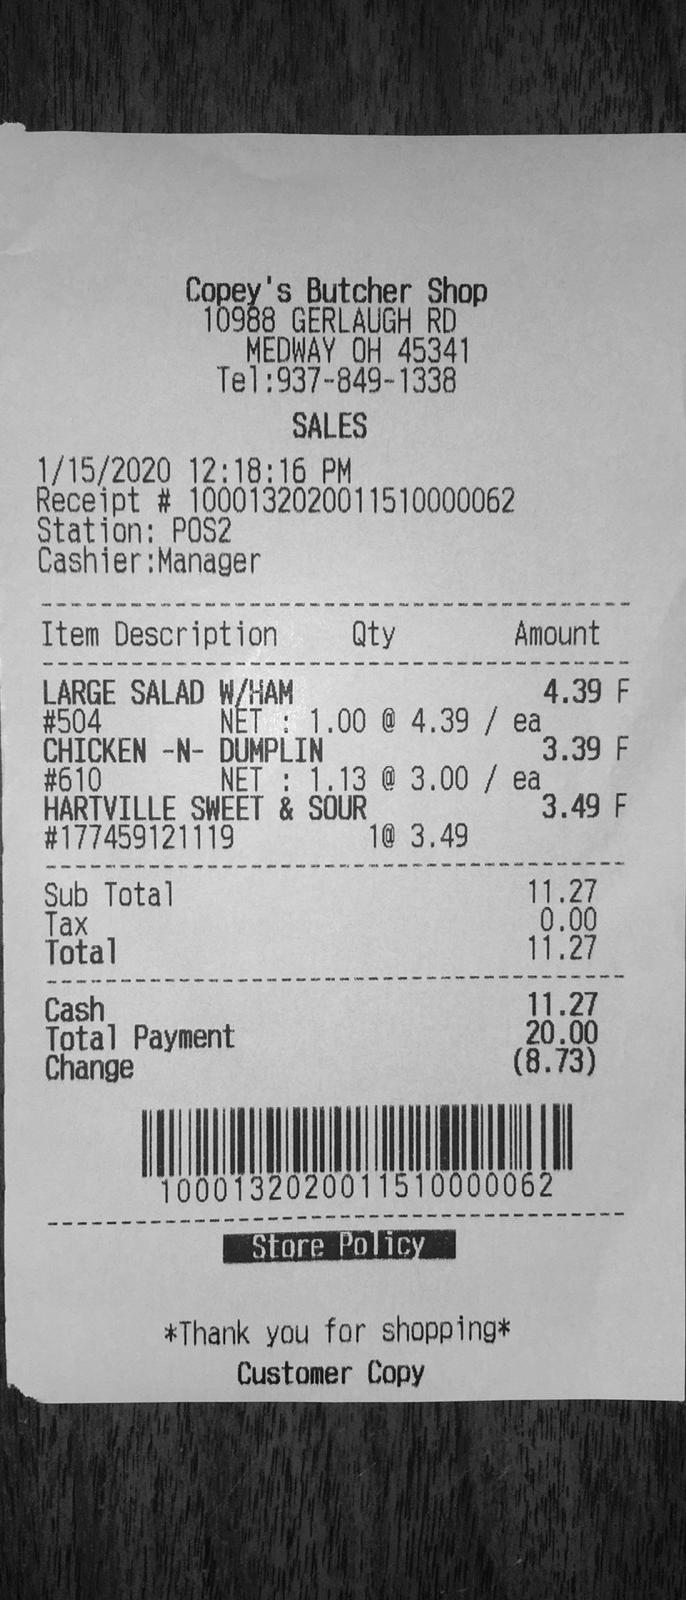 Copey's Butcher Shop
10988 GERLAUGH RD
MEDWAY OH 45341
Tel:937-849-1338
SALES
1/15/2020 12:18:16 PM
Receipt # 1000132020011510000062
Station: POS2
Cashier:Manager
Item Description Qty Amount
LARGE SALAD W/HAM 4.39 F
#504 NET : 1.00 @ 4.39 / ea
CHICKEN -N- DUMPLIN 3.39 F
#610 NET : 1.13 @ 3.00 / ea
HARTVILLE SWEET & SOUR 3.49 F
#177459121119 1@ 3.49
Sub Total 11.27
Tax 0.00
Total 11.27
Cash 11.27
Total Payment 20.00
Change (8.73)
1000132020011510000062
Store Policy
*Thank you for shopping*
Customer Copy